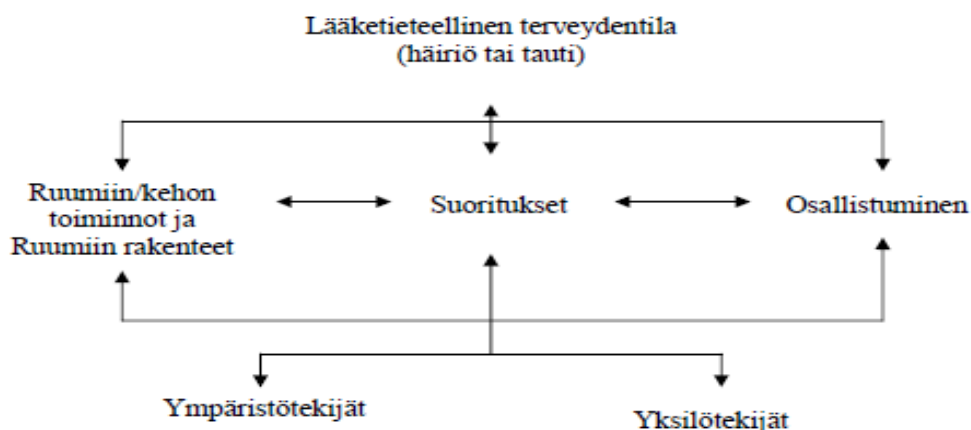 Lääketieteellinen terveydentila
(häiriö tai tauti)
Ruumiin/kehon
toiminnot ja
Ruumiin rakenteet
Suoritukset
Osallistuminen
Ympäristötekijät
Yksilötekijät